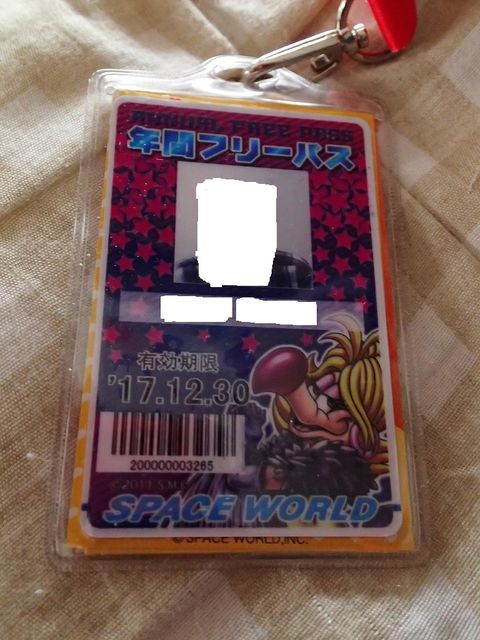 ANNUAL FREE PASS
年間フリーパス
有効期限
'17.12.30
200000003265
©2011 S.M.I.
SPACE WORLD
©SPACE WORLD,INC.